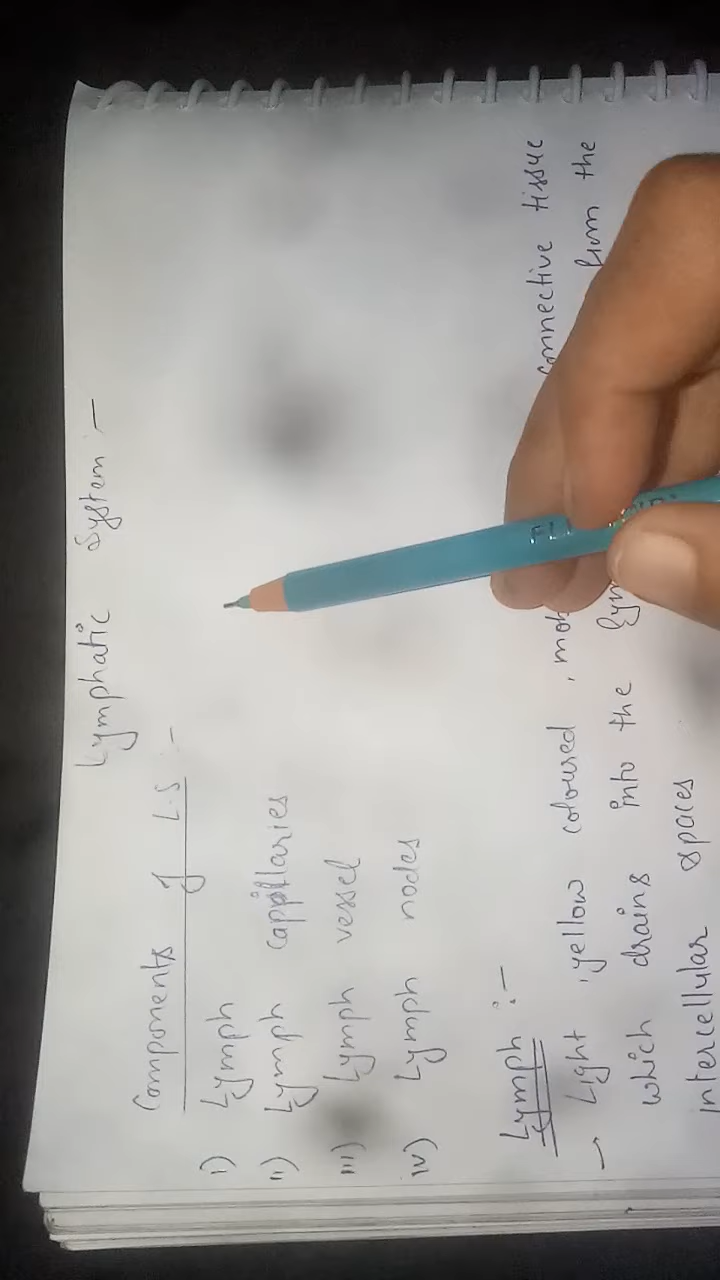 Lymphatic System :-
Components of L.S :-
i) Lymph
ii) Lymph Cappillaries
iii) Lymph vessel
iv) Lymph nodes
Lymph :-
→ Light , yellow coloured , connective tissue
which drains into the from the
Intercellular spaces